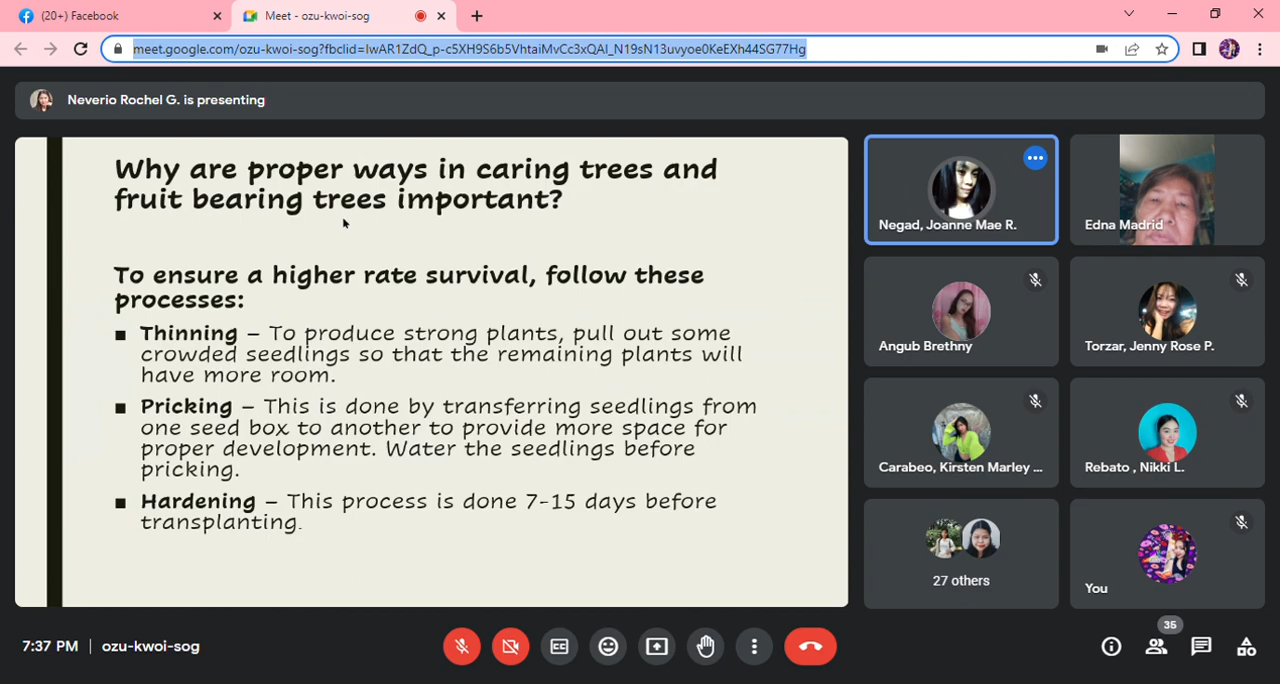 (20+) Facebook
Meet - ozu-kwoi-sog
meet.google.com/ozu-kwoi-sog?fbclid=IwAR1ZdQ_p-c5XH9S6b5VhtaiMvCc3xQAI_N19sN13uvyoe0KeEXh44SG77Hg
Neverio Rochel G. is presenting
Why are proper ways in caring trees and
fruit bearing trees important?
To ensure a higher rate survival, follow these
processes:
■ Thinning – To produce strong plants, pull out some
crowded seedlings so that the remaining plants will
have more room.
■ Pricking – This is done by transferring seedlings from
one seed box to another to provide more space for
proper development. Water the seedlings before
pricking.
■ Hardening – This process is done 7-15 days before
transplanting.
Negad, Joanne Mae R.
Edna Madrid
Angub Brethny
Torzar, Jenny Rose P.
Carabeo, Kirsten Marley ...
Rebato , Nikki L.
27 others
You
7:37 PM | ozu-kwoi-sog
35